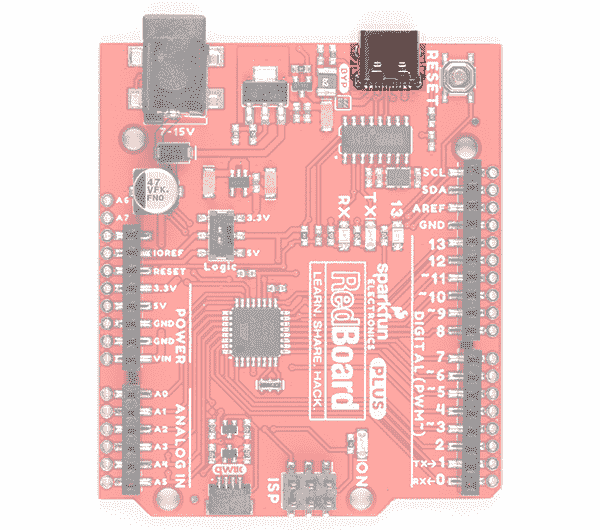 BYP
RESET
7-15V
47
VFK.
FN0
A6
A7
IOREF
RESET
3.3V
5V
GND
GND
VIN
POWER
A0
A1
A2
A3
A4
A5
ANALOG IN
3.3V
5V
Logic
RX
TX
13
sparkfun
ELECTRONICS
RedBoard
PLUS
LEARN. SHARE. HACK.
SCL
SDA
AREF
GND
13
12
~11
~10
~9
8
7
~6
~5
4
~3
2
TX→1
RX←0
DIGITAL (PWM~)
qwiic
ISP
ON